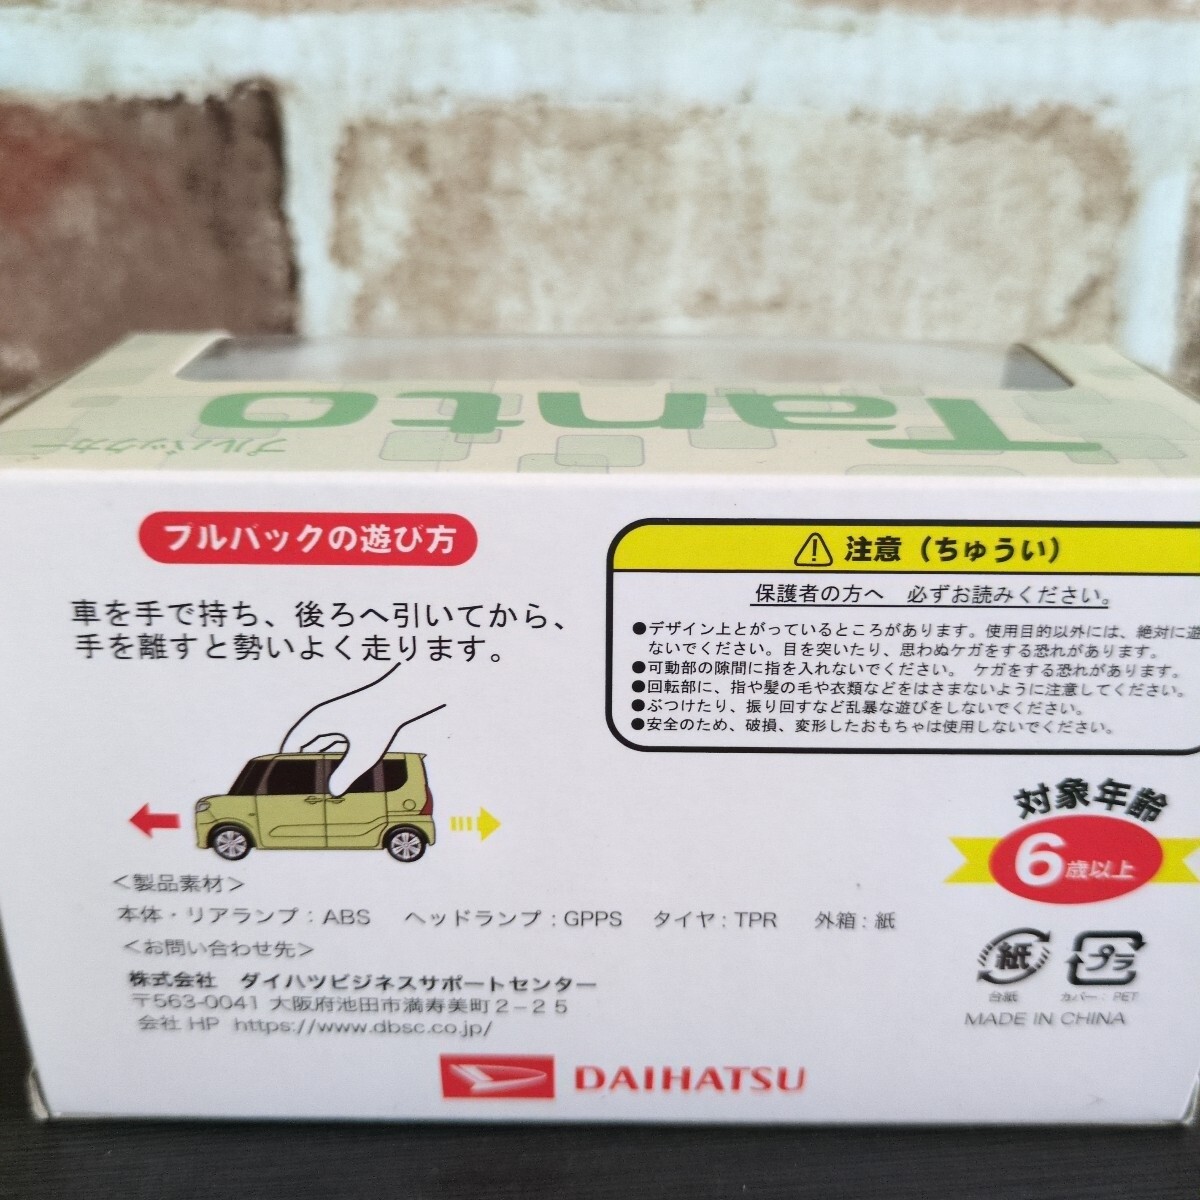 Tanto
プルバックカー
プルバックの遊び方
車を手で持ち、後ろへ引いてから、
手を離すと勢いよく走ります。
注意（ちゅうい）
保護者の方へ 必ずお読みください。
●デザイン上とがっているところがあります。使用目的以外には、絶対に遊
ないでください。目を突いたり、思わぬケガをする恐れがあります。
●可動部の隙間に指を入れないでください。 ケガをする恐れがあります。
●回転部に、指や髪の毛や衣類などをはさまないように注意してください。
●ぶつけたり、振り回すなど乱暴な遊びをしないでください。
●安全のため、破損、変形したおもちゃは使用しないでください。
対象年齢
6歳以上
＜製品素材＞
本体・リアランプ：ABS ヘッドランプ：GPPS タイヤ：TPR 外箱：紙
＜お問い合わせ先＞
株式会社 ダイハツビジネスサポートセンター
〒563-0041 大阪府池田市満寿美町２−２５
会社 HP https://www.dbsc.co.jp/
紙
台紙
プラ
カバー：PET
MADE IN CHINA
DAIHATSU